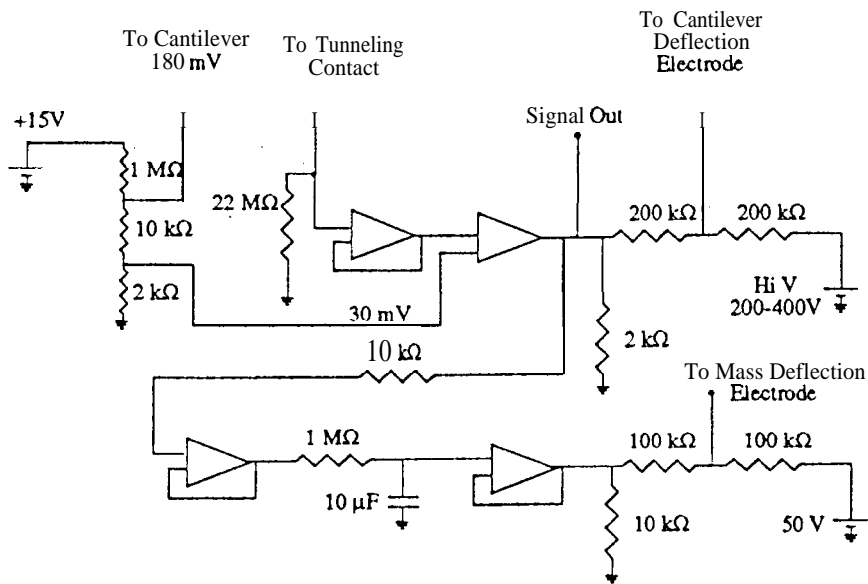 To Cantilever
180 mV
To Tunneling
Contact
To Cantilever
Deflection
Electrode
Signal Out
+15V
1 MΩ
22 MΩ
200 kΩ
200 kΩ
10 kΩ
2 kΩ
30 mV
Hi V
200-400V
2 kΩ
10 kΩ
To Mass Deflection
Electrode
1 MΩ
100 kΩ
100 kΩ
10 μF
10 kΩ
50 V